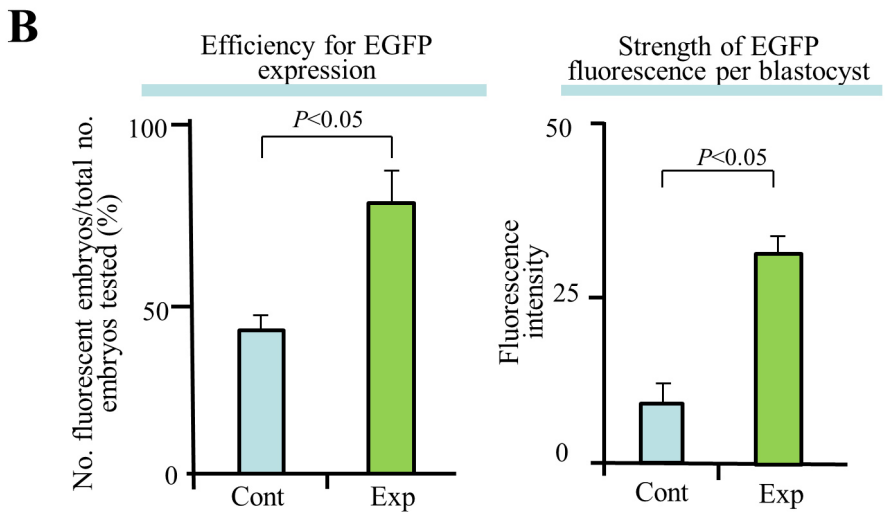 B
Efficiency for EGFP
expression
No. fluorescent embryos/total no.
embryos tested (%)
100
50
0
P<0.05
Cont
Exp
Strength of EGFP
fluorescence per blastocyst
Fluorescence
intensity
50
25
0
P<0.05
Cont
Exp